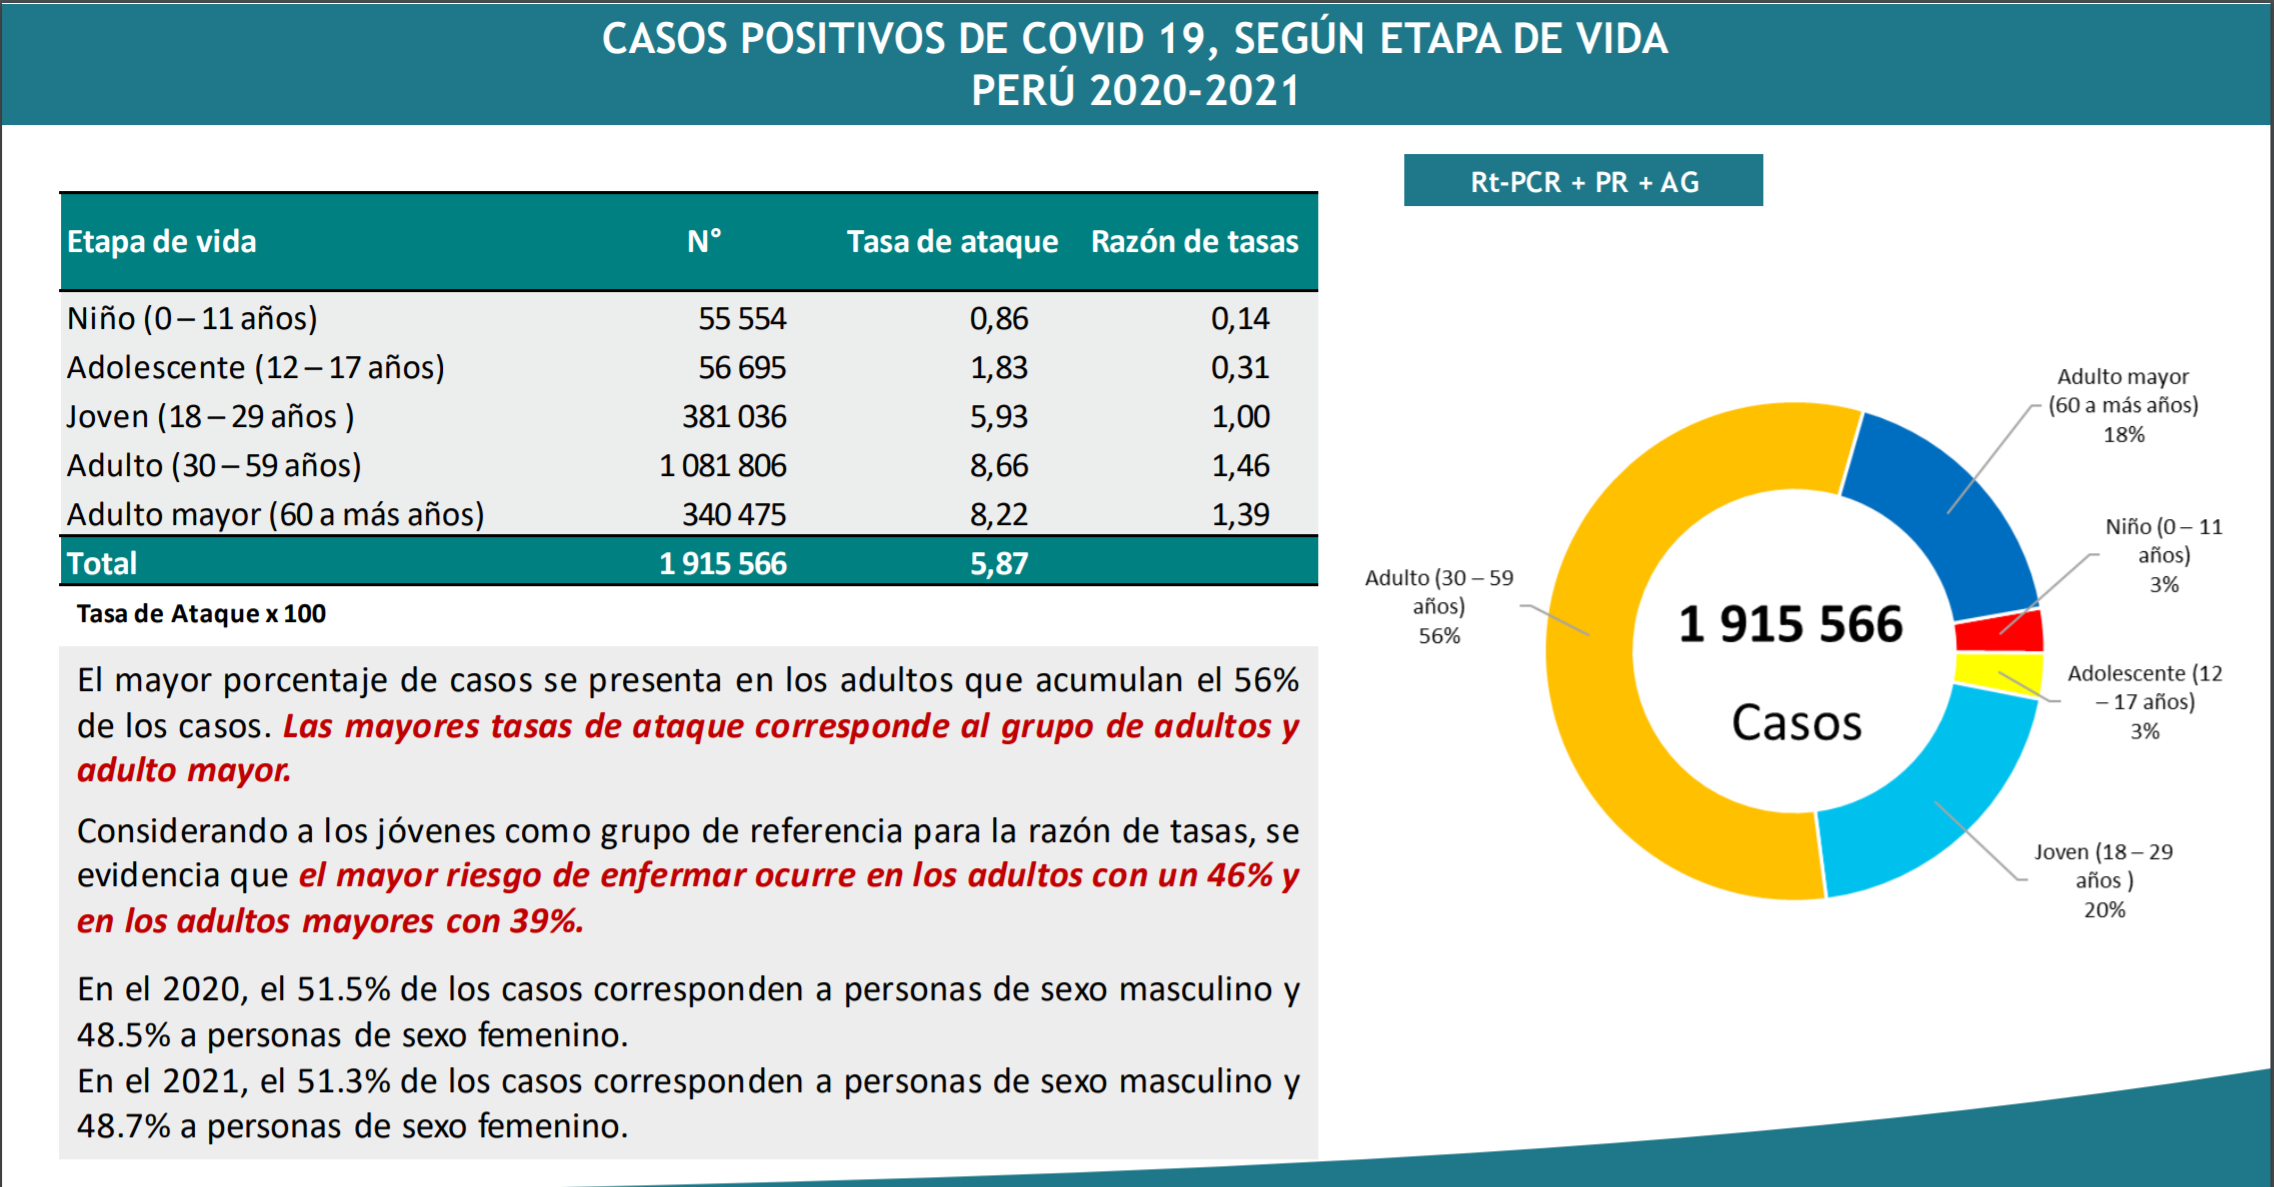 CASOS POSITIVOS DE COVID 19, SEGÚN ETAPA DE VIDA
PERÚ 2020-2021
Rt-PCR + PR + AG
Etapa de vida N° Tasa de ataque Razón de tasas
Niño (0 – 11 años) 55 554 0,86 0,14
Adolescente (12 – 17 años) 56 695 1,83 0,31
Joven (18 – 29 años ) 381 036 5,93 1,00
Adulto (30 – 59 años) 1 081 806 8,66 1,46
Adulto mayor (60 a más años) 340 475 8,22 1,39
Total 1 915 566 5,87
Tasa de Ataque x 100
El mayor porcentaje de casos se presenta en los adultos que acumulan el 56%
de los casos. Las mayores tasas de ataque corresponde al grupo de adultos y
adulto mayor.
Considerando a los jóvenes como grupo de referencia para la razón de tasas, se
evidencia que el mayor riesgo de enfermar ocurre en los adultos con un 46% y
en los adultos mayores con 39%.
En el 2020, el 51.5% de los casos corresponden a personas de sexo masculino y
48.5% a personas de sexo femenino.
En el 2021, el 51.3% de los casos corresponden a personas de sexo masculino y
48.7% a personas de sexo femenino.
Adulto mayor
(60 a más años)
18%
Niño (0 – 11
años)
3%
Adulto (30 – 59
años)
56%
1 915 566
Casos
Adolescente (12
– 17 años)
3%
Joven (18 – 29
años )
20%